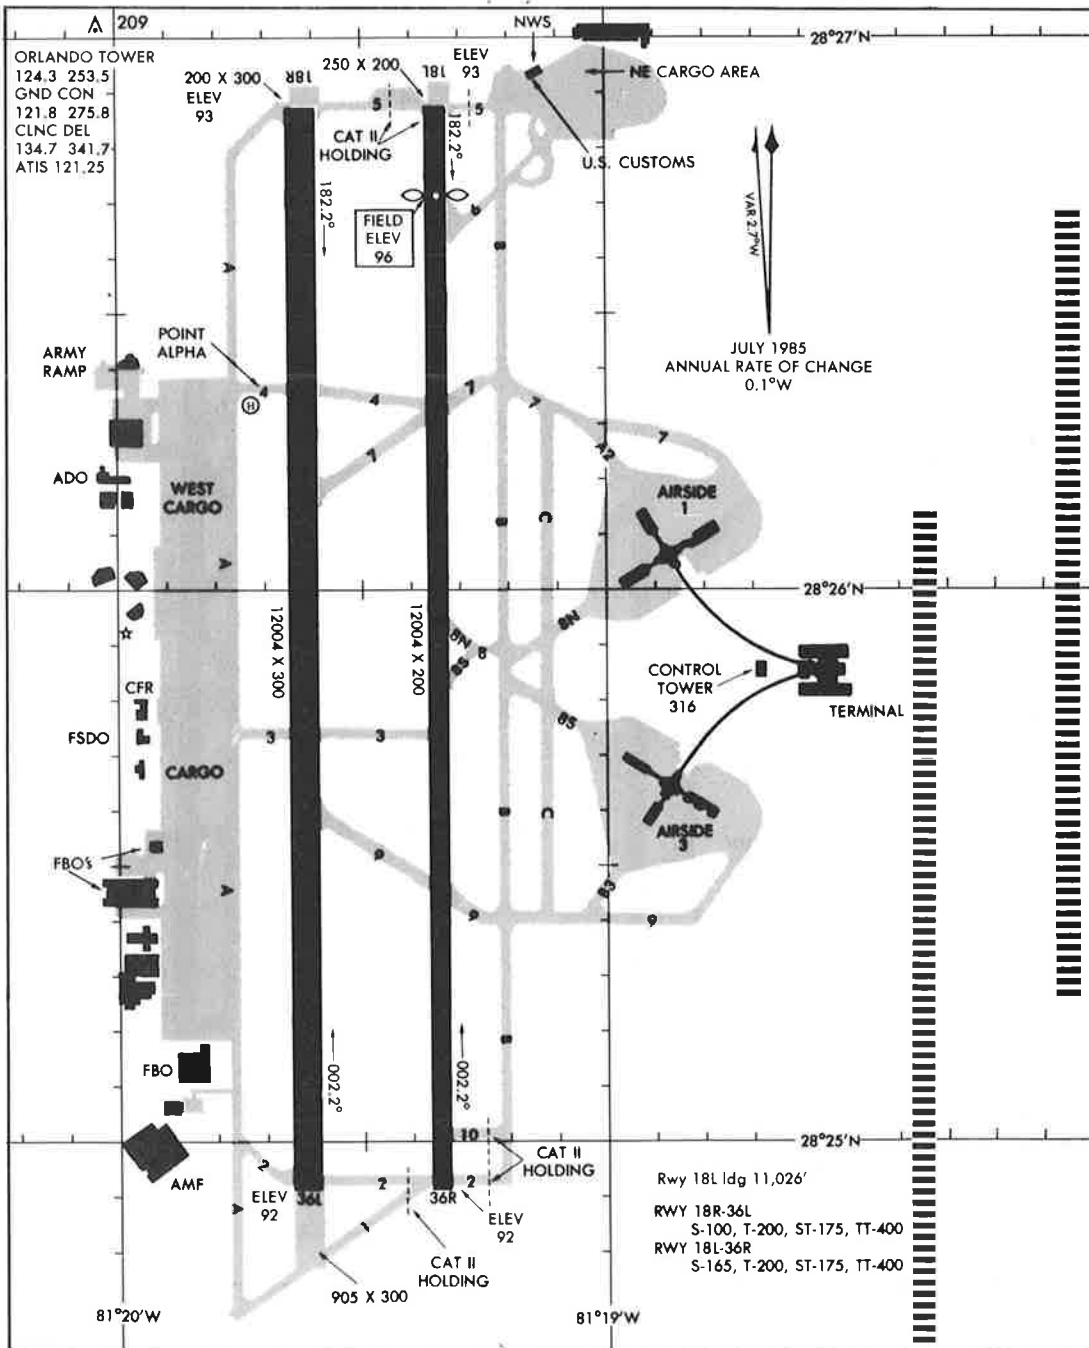 209
NWS
28°27'N
ORLANDO TOWER
124.3 253.5
GND CON
121.8 275.8
CLNC DEL
134.7 341.7
ATIS 121.25
200 X 300
ELEV
93
18R
250 X 200
18L
ELEV
93
NE CARGO AREA
5
5
CAT II
HOLDING
U.S. CUSTOMS
182.2°
182.2°
FIELD
ELEV
96
6
B
VAR 2.7°W
A
JULY 1985
ANNUAL RATE OF CHANGE
0.1°W
POINT
ALPHA
ARMY
RAMP
4
H
4
7
7
7
7
A2
ADO
WEST
CARGO
AIRSIDE
1
B
C
A
28°26'N
12004 X 300
12004 X 200
8N
8
8S
8N
CONTROL
TOWER
316
TERMINAL
CFR
FSDO
3
3
8S
CARGO
B
C
AIRSIDE
3
FBO's
9
A
B3
9
9
B
FBO
002.2°
002.2°
10
28°25'N
CAT II
HOLDING
AMF
2
2
2
ELEV
92
36L
36R
ELEV
92
A
1
CAT II
HOLDING
905 X 300
Rwy 18L ldg 11,026'
RWY 18R-36L
S-100, T-200, ST-175, TT-400
RWY 18L-36R
S-165, T-200, ST-175, TT-400
81°20'W
81°19'W